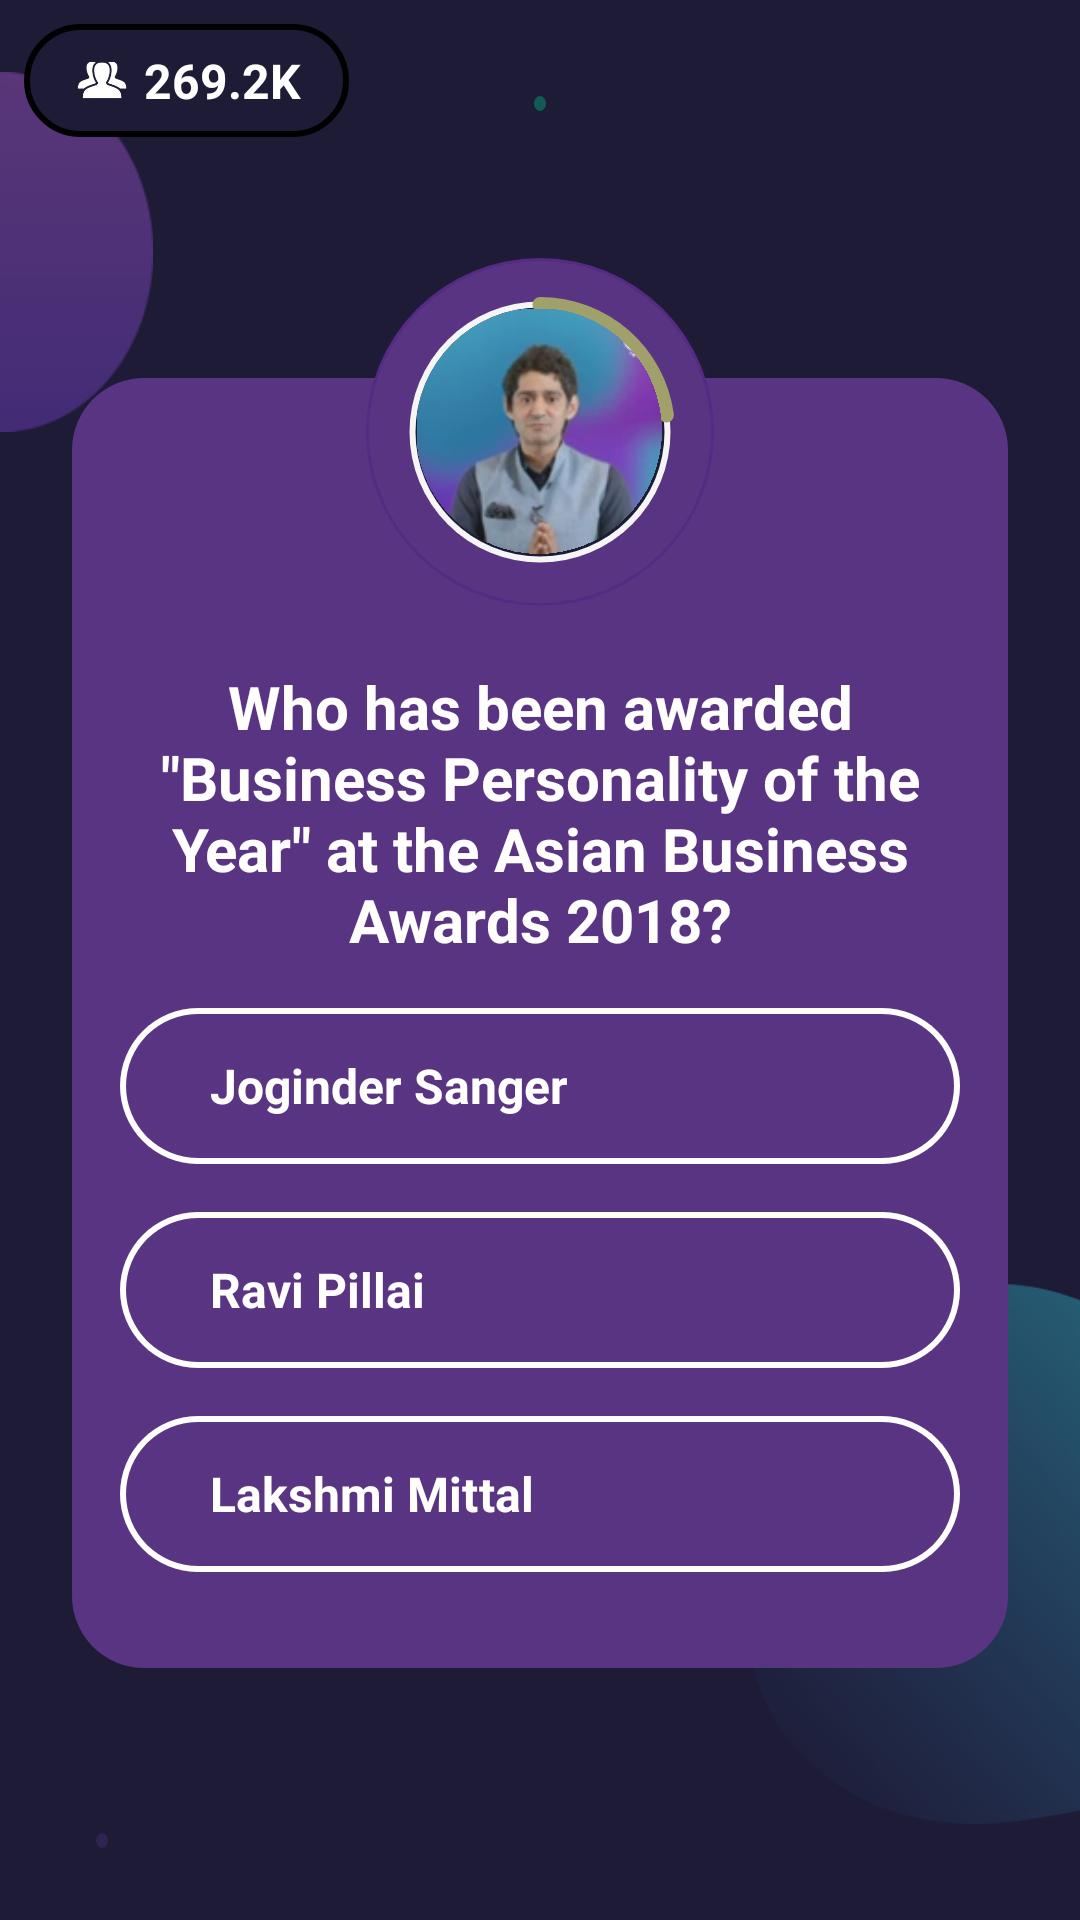 269.2K
Who has been awarded
"Business Personality of the
Year" at the Asian Business
Awards 2018?
Joginder Sanger
Ravi Pillai
Lakshmi Mittal